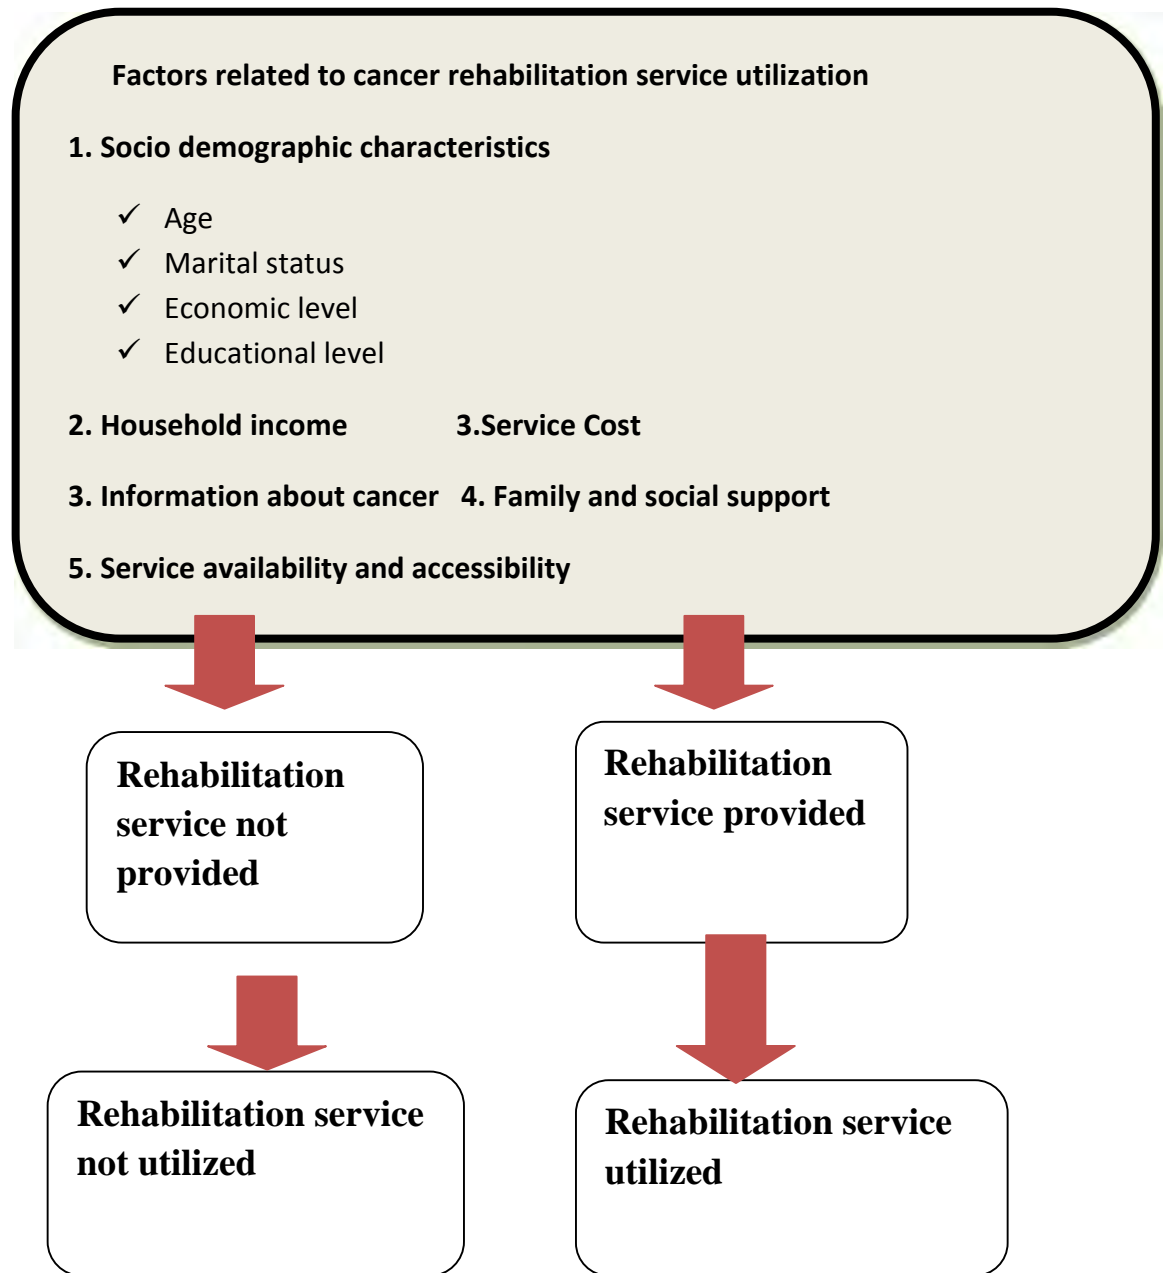 Factors related to cancer rehabilitation service utilization
1. Socio demographic characteristics
✓ Age
✓ Marital status
✓ Economic level
✓ Educational level
2. Household income 3.Service Cost
3. Information about cancer 4. Family and social support
5. Service availability and accessibility
Rehabilitation
service not
provided
Rehabilitation
service provided
Rehabilitation service
not utilized
Rehabilitation service
utilized